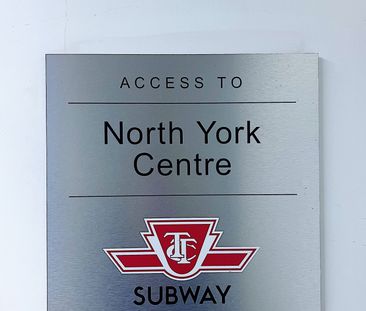 ACCESS TO
North York
Centre
TTC
SUBWAY